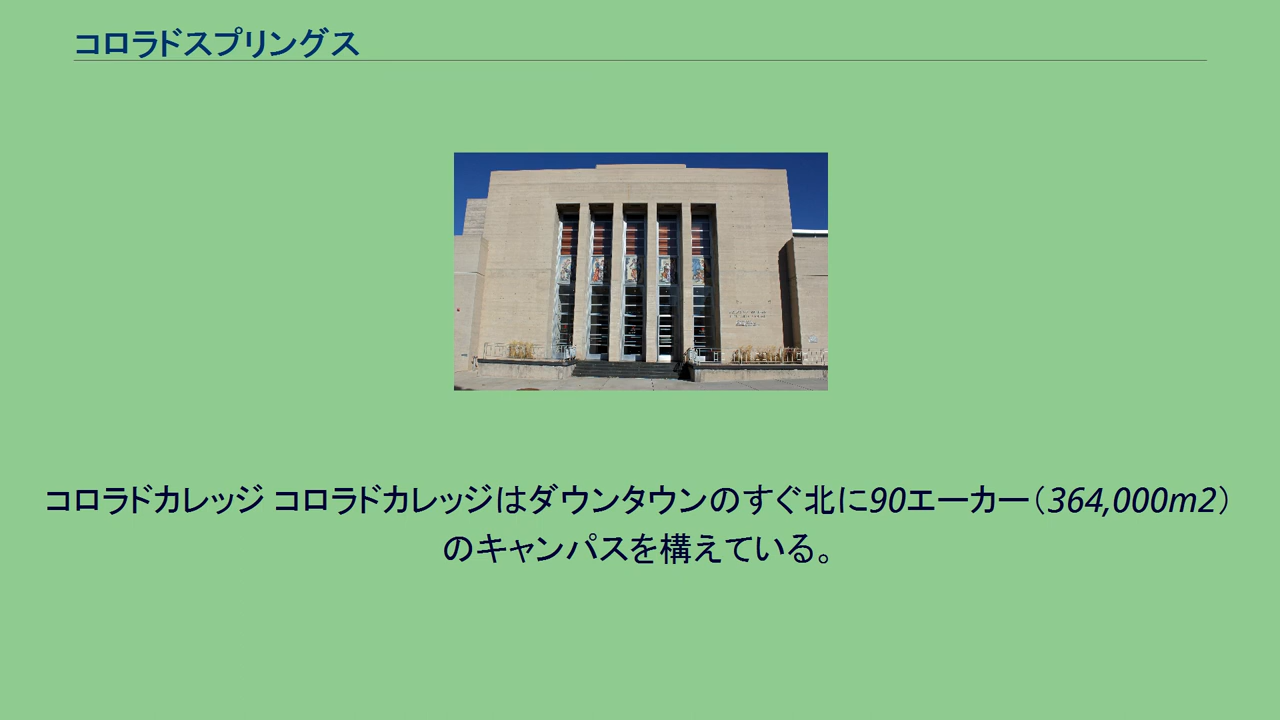 コロラドスプリングス
コロラドカレッジ コロラドカレッジはダウンタウンのすぐ北に90エーカー（364,000m2）
のキャンパスを構えている。